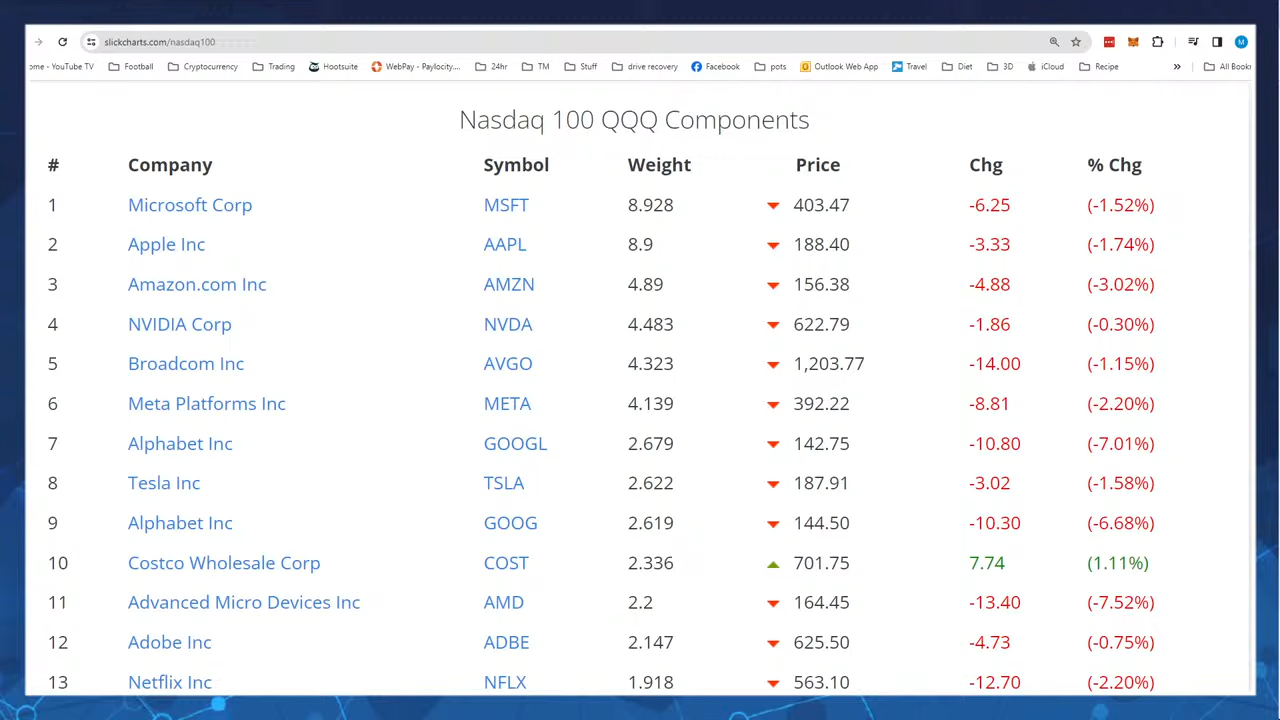 slickcharts.com/nasdaq100
M
ome - YouTube TV Football Cryptocurrency Trading Hootsuite WebPay - Paylocity.... 24hr TM Stuff drive recovery Facebook pots Outlook Web App Travel Diet 3D iCloud Recipe » All Bookr
Nasdaq 100 QQQ Components
# Company Symbol Weight Price Chg % Chg
1 Microsoft Corp MSFT 8.928 403.47 -6.25 (-1.52%)
2 Apple Inc AAPL 8.9 188.40 -3.33 (-1.74%)
3 Amazon.com Inc AMZN 4.89 156.38 -4.88 (-3.02%)
4 NVIDIA Corp NVDA 4.483 622.79 -1.86 (-0.30%)
5 Broadcom Inc AVGO 4.323 1,203.77 -14.00 (-1.15%)
6 Meta Platforms Inc META 4.139 392.22 -8.81 (-2.20%)
7 Alphabet Inc GOOGL 2.679 142.75 -10.80 (-7.01%)
8 Tesla Inc TSLA 2.622 187.91 -3.02 (-1.58%)
9 Alphabet Inc GOOG 2.619 144.50 -10.30 (-6.68%)
10 Costco Wholesale Corp COST 2.336 701.75 7.74 (1.11%)
11 Advanced Micro Devices Inc AMD 2.2 164.45 -13.40 (-7.52%)
12 Adobe Inc ADBE 2.147 625.50 -4.73 (-0.75%)
13 Netflix Inc NFLX 1.918 563.10 -12.70 (-2.20%)